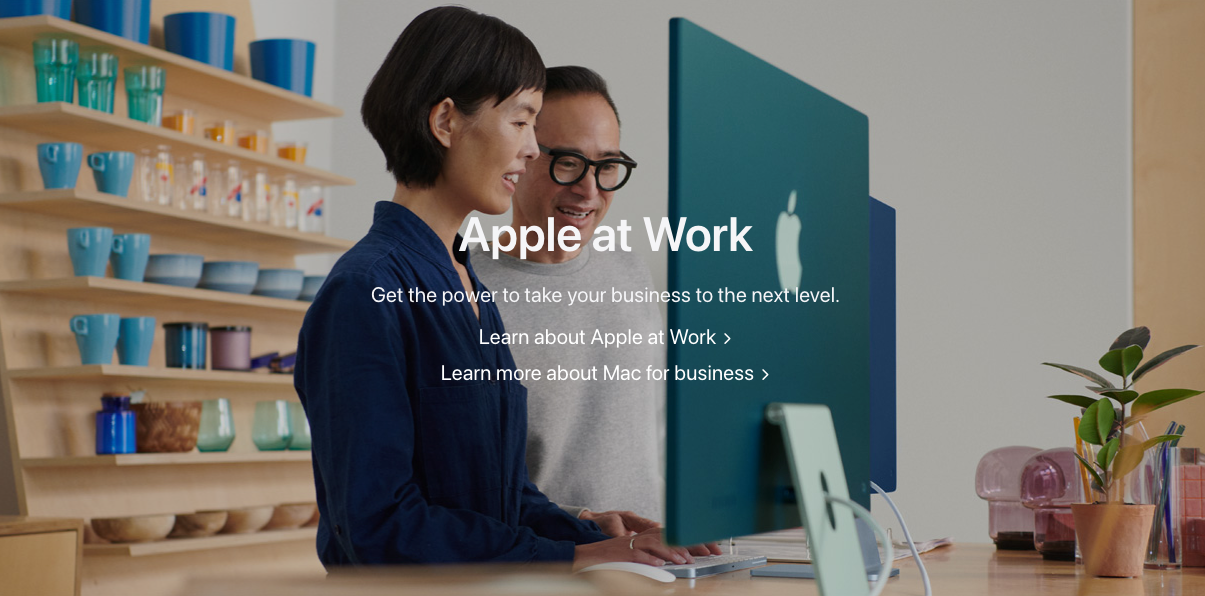 Apple at Work
Get the power to take your business to the next level.
Learn about Apple at Work >
Learn more about Mac for business >